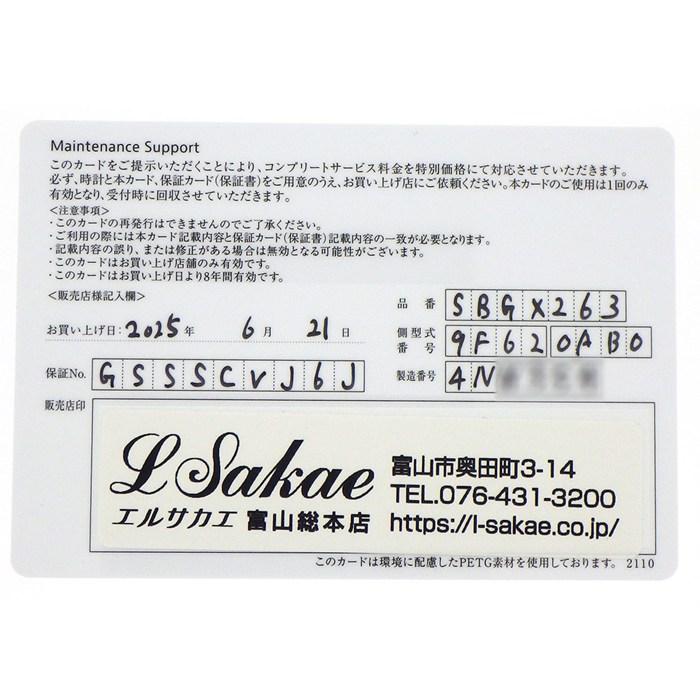 Maintenance Support
このカードをご提示いただくことにより、コンプリートサービス料金を特別価格にて対応させていただきます。
必ず、時計と本カード、保証カード(保証書)をご用意のうえ、お買い上げ店にご依頼ください。本カードのご使用は1回のみ
有効となり、受付時に回収させていただきます。
<注意事項>
・このカードの再発行はできませんのでご了承ください。
・ご利用の際には本カード記載内容と保証カード(保証書)記載内容の一致が必要となります。
・記載内容の誤り、または修正がある場合は無効となる可能性がございます。
・このカードはお買い上げ店舗のみ有効です。
・このカードはお買い上げ日より8年間有効です。
<販売店様記入欄>
品番 SBGX263
お買い上げ日: 2025 年 6 月 21 日
側型式番号 9F62 0AB0
保証No. GSSSCVJ6J
製造番号 4N
販売店印
L Sakae
エルサカエ 富山総本店
富山市奥田町3-14
TEL.076-431-3200
https://l-sakae.co.jp/
このカードは環境に配慮したPETG素材を使用しております。 2110